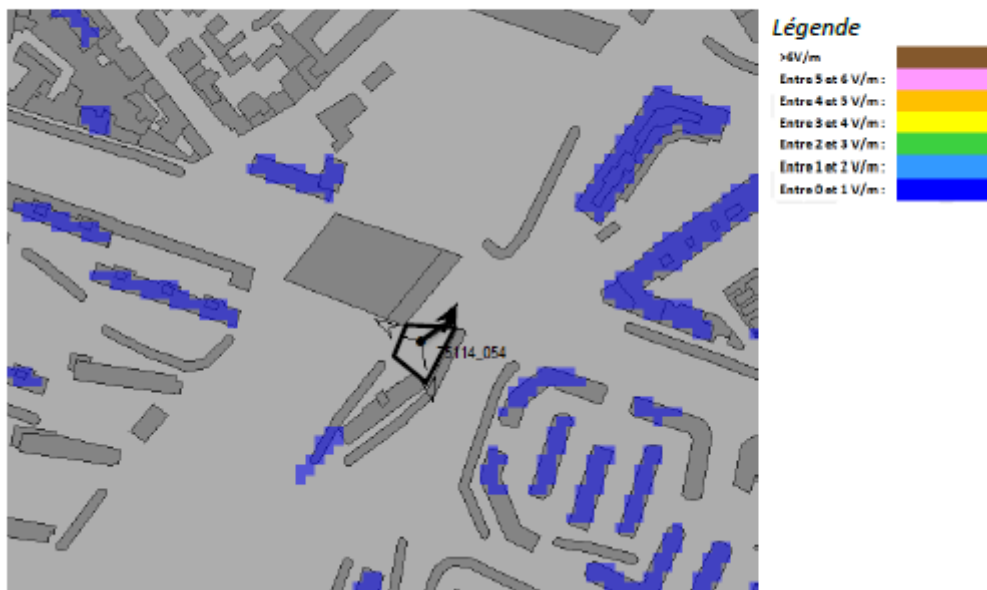 Légende
>6V/m
Entre 5 et 6 V/m :
Entre 4 et 5 V/m :
Entre 3 et 4 V/m :
Entre 2 et 3 V/m :
Entre 1 et 2 V/m :
Entre 0 et 1 V/m :
75114_054